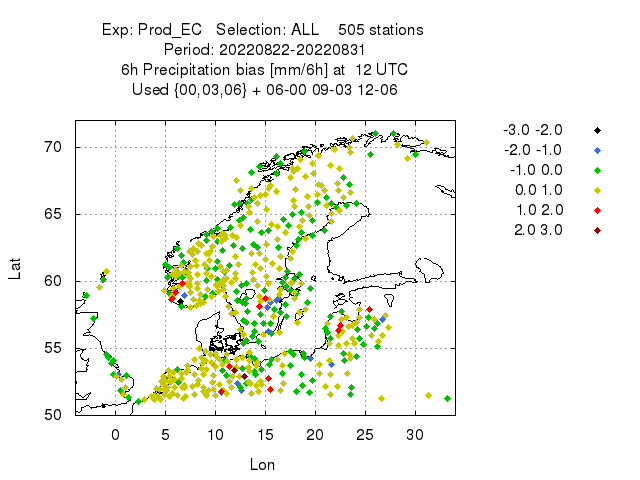 Exp: Prod_EC   Selection: ALL    505 stations
Period: 20220822-20220831
6h Precipitation bias [mm/6h] at  12 UTC
Used {00,03,06} + 06-00 09-03 12-06
-3.0 -2.0
-2.0 -1.0
-1.0 0.0
0.0 1.0
1.0 2.0
2.0 3.0
70
65
60
55
50
Lat
0 5 10 15 20 25 30
Lon